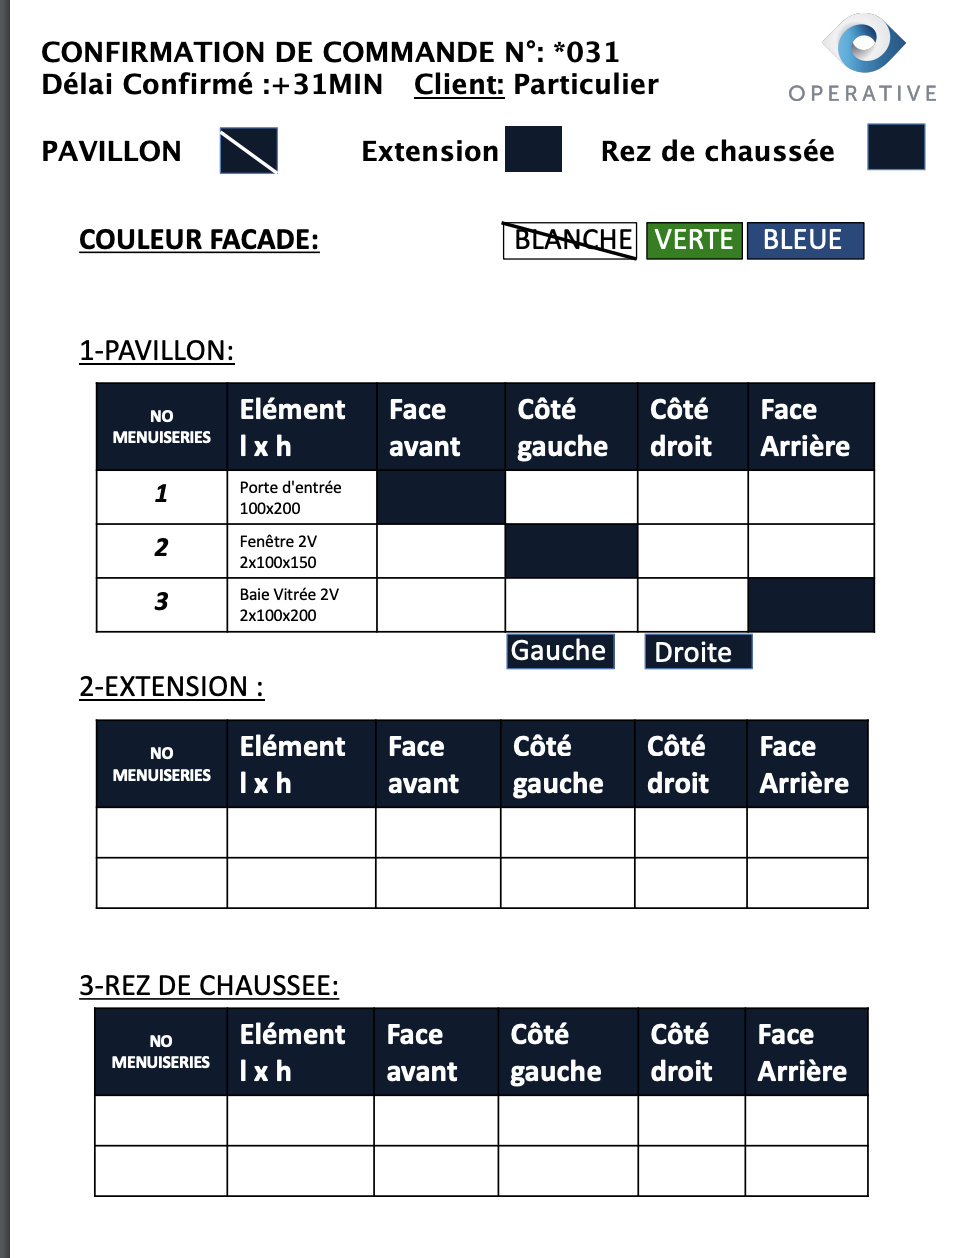 CONFIRMATION DE COMMANDE N°: *031
Délai Confirmé :+31MIN Client: Particulier
OPERATIVE
PAVILLON Extension Rez de chaussée
COULEUR FACADE: BLANCHE VERTE BLEUE
1-PAVILLON:
NO MENUISERIES Elément l x h Face avant Côté gauche Côté droit Face Arrière
1 Porte d'entrée 100x200
2 Fenêtre 2V 2x100x150
3 Baie Vitrée 2V 2x100x200
Gauche Droite
2-EXTENSION :
NO MENUISERIES Elément l x h Face avant Côté gauche Côté droit Face Arrière
3-REZ DE CHAUSSEE:
NO MENUISERIES Elément l x h Face avant Côté gauche Côté droit Face Arrière